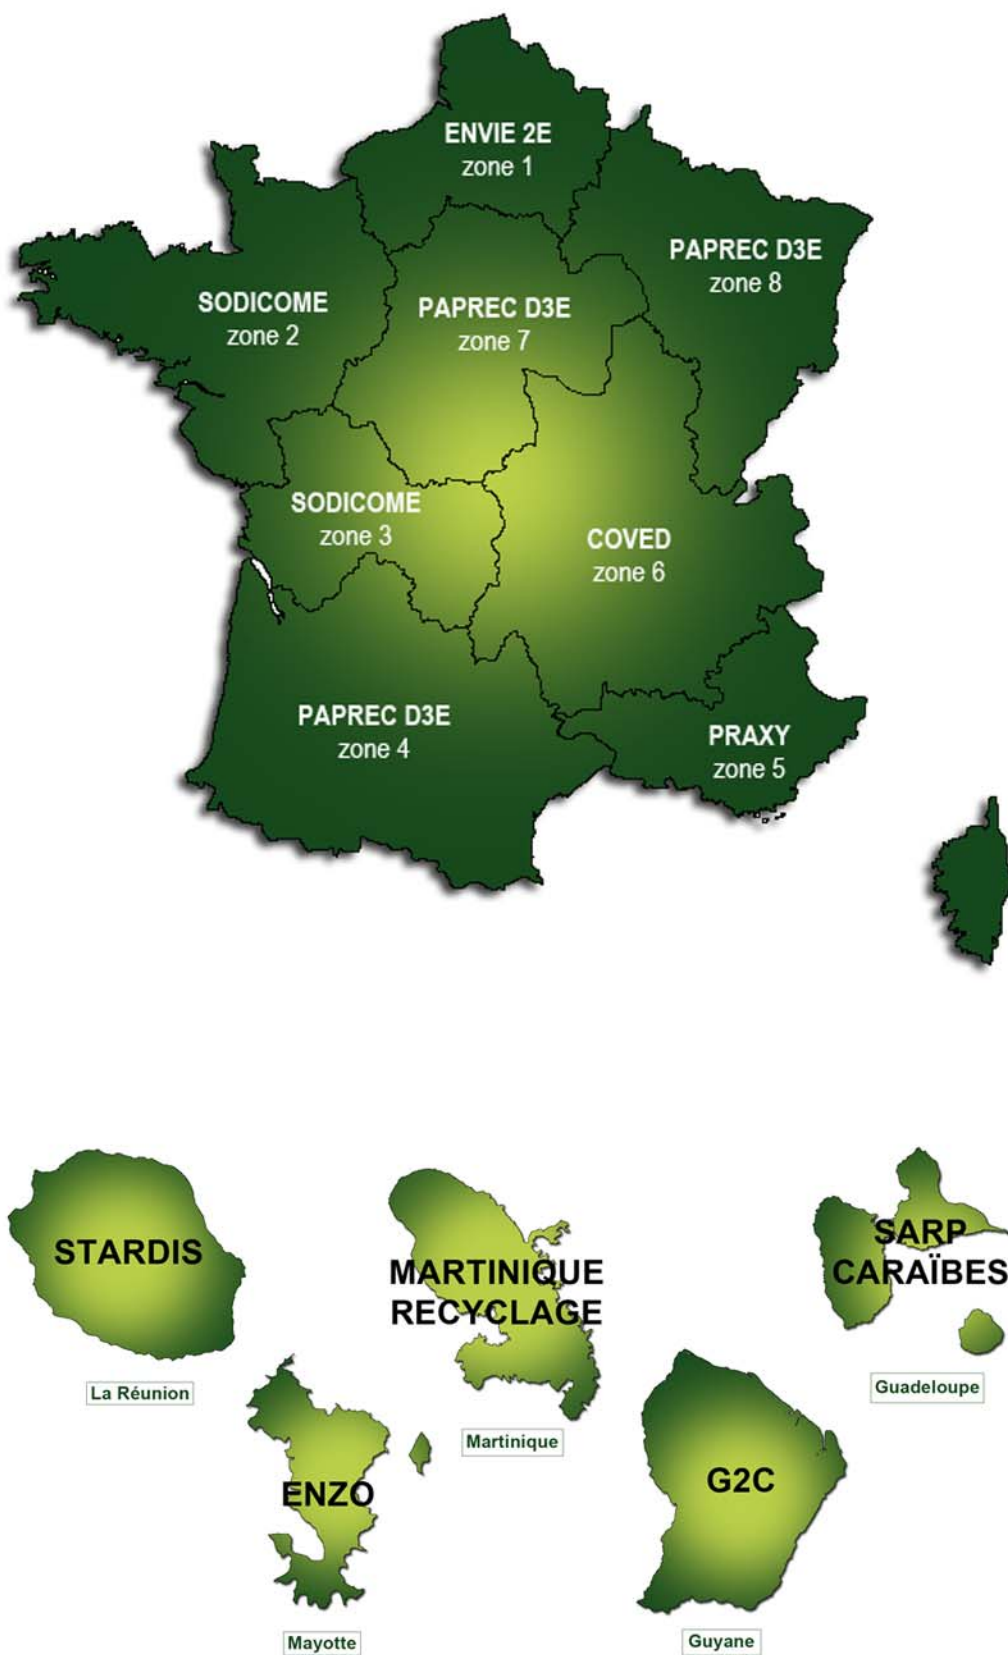 ENVIE 2E
zone 1
PAPREC D3E
zone 8
SODICOME
zone 2
PAPREC D3E
zone 7
SODICOME
zone 3
COVED
zone 6
PAPREC D3E
zone 4
PRAXY
zone 5
STARDIS
La Réunion
MARTINIQUE
RECYCLAGE
Martinique
SARP
CARAÏBES
Guadeloupe
ENZO
Mayotte
G2C
Guyane